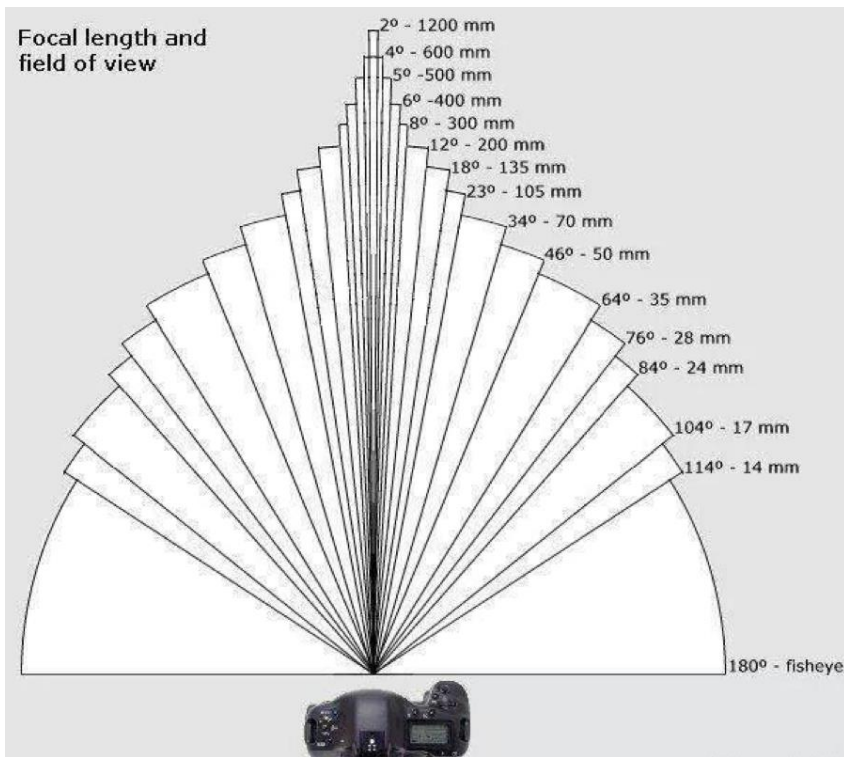 Focal length and
field of view
2º - 1200 mm
4º - 600 mm
5º -500 mm
6º -400 mm
8º - 300 mm
12º - 200 mm
18º - 135 mm
23º - 105 mm
34º - 70 mm
46º - 50 mm
64º - 35 mm
76º - 28 mm
84º - 24 mm
104º - 17 mm
114º - 14 mm
180º - fisheye